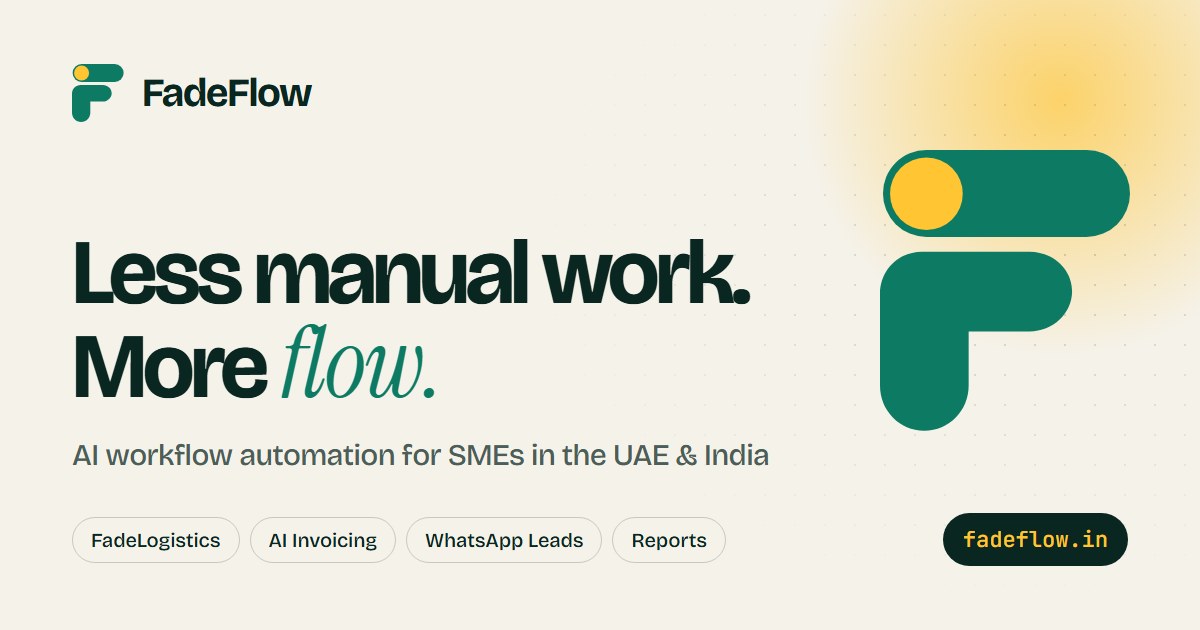 FadeFlow
Less manual work.
More flow.
AI workflow automation for SMEs in the UAE & India
FadeLogistics
AI Invoicing
WhatsApp Leads
Reports
fadeflow.in